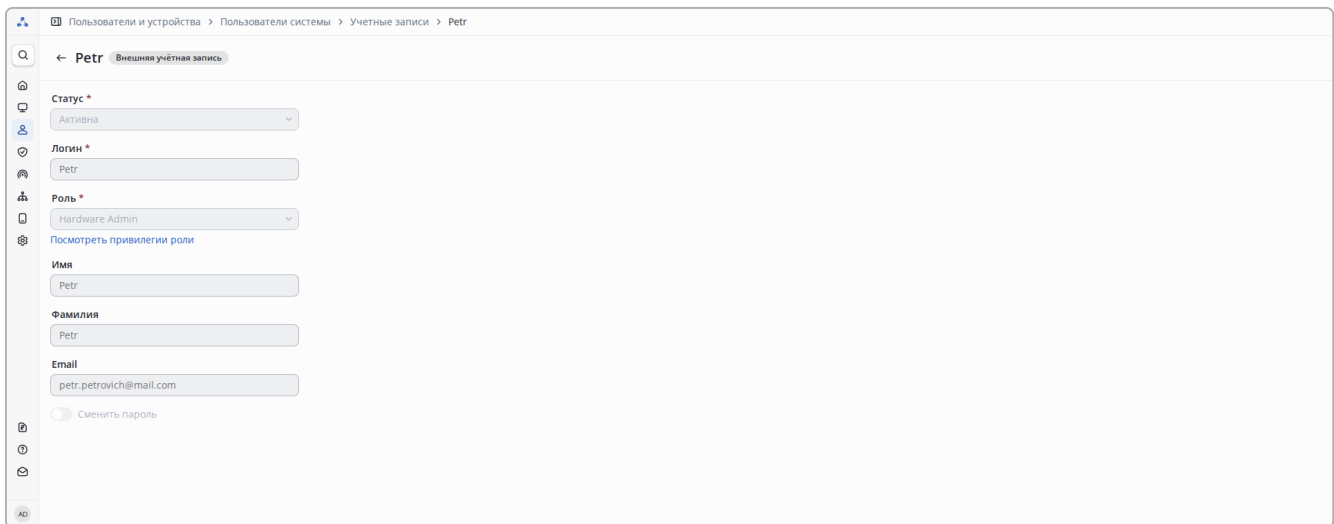 Пользователи и устройства > Пользователи системы > Учетные записи > Petr
Petr Внешняя учётная запись
Статус *
Активна
Логин *
Petr
Роль *
Hardware Admin
Посмотреть привилегии роли
Имя
Petr
Фамилия
Petr
Email
petr.petrovich@mail.com
Сменить пароль
AD